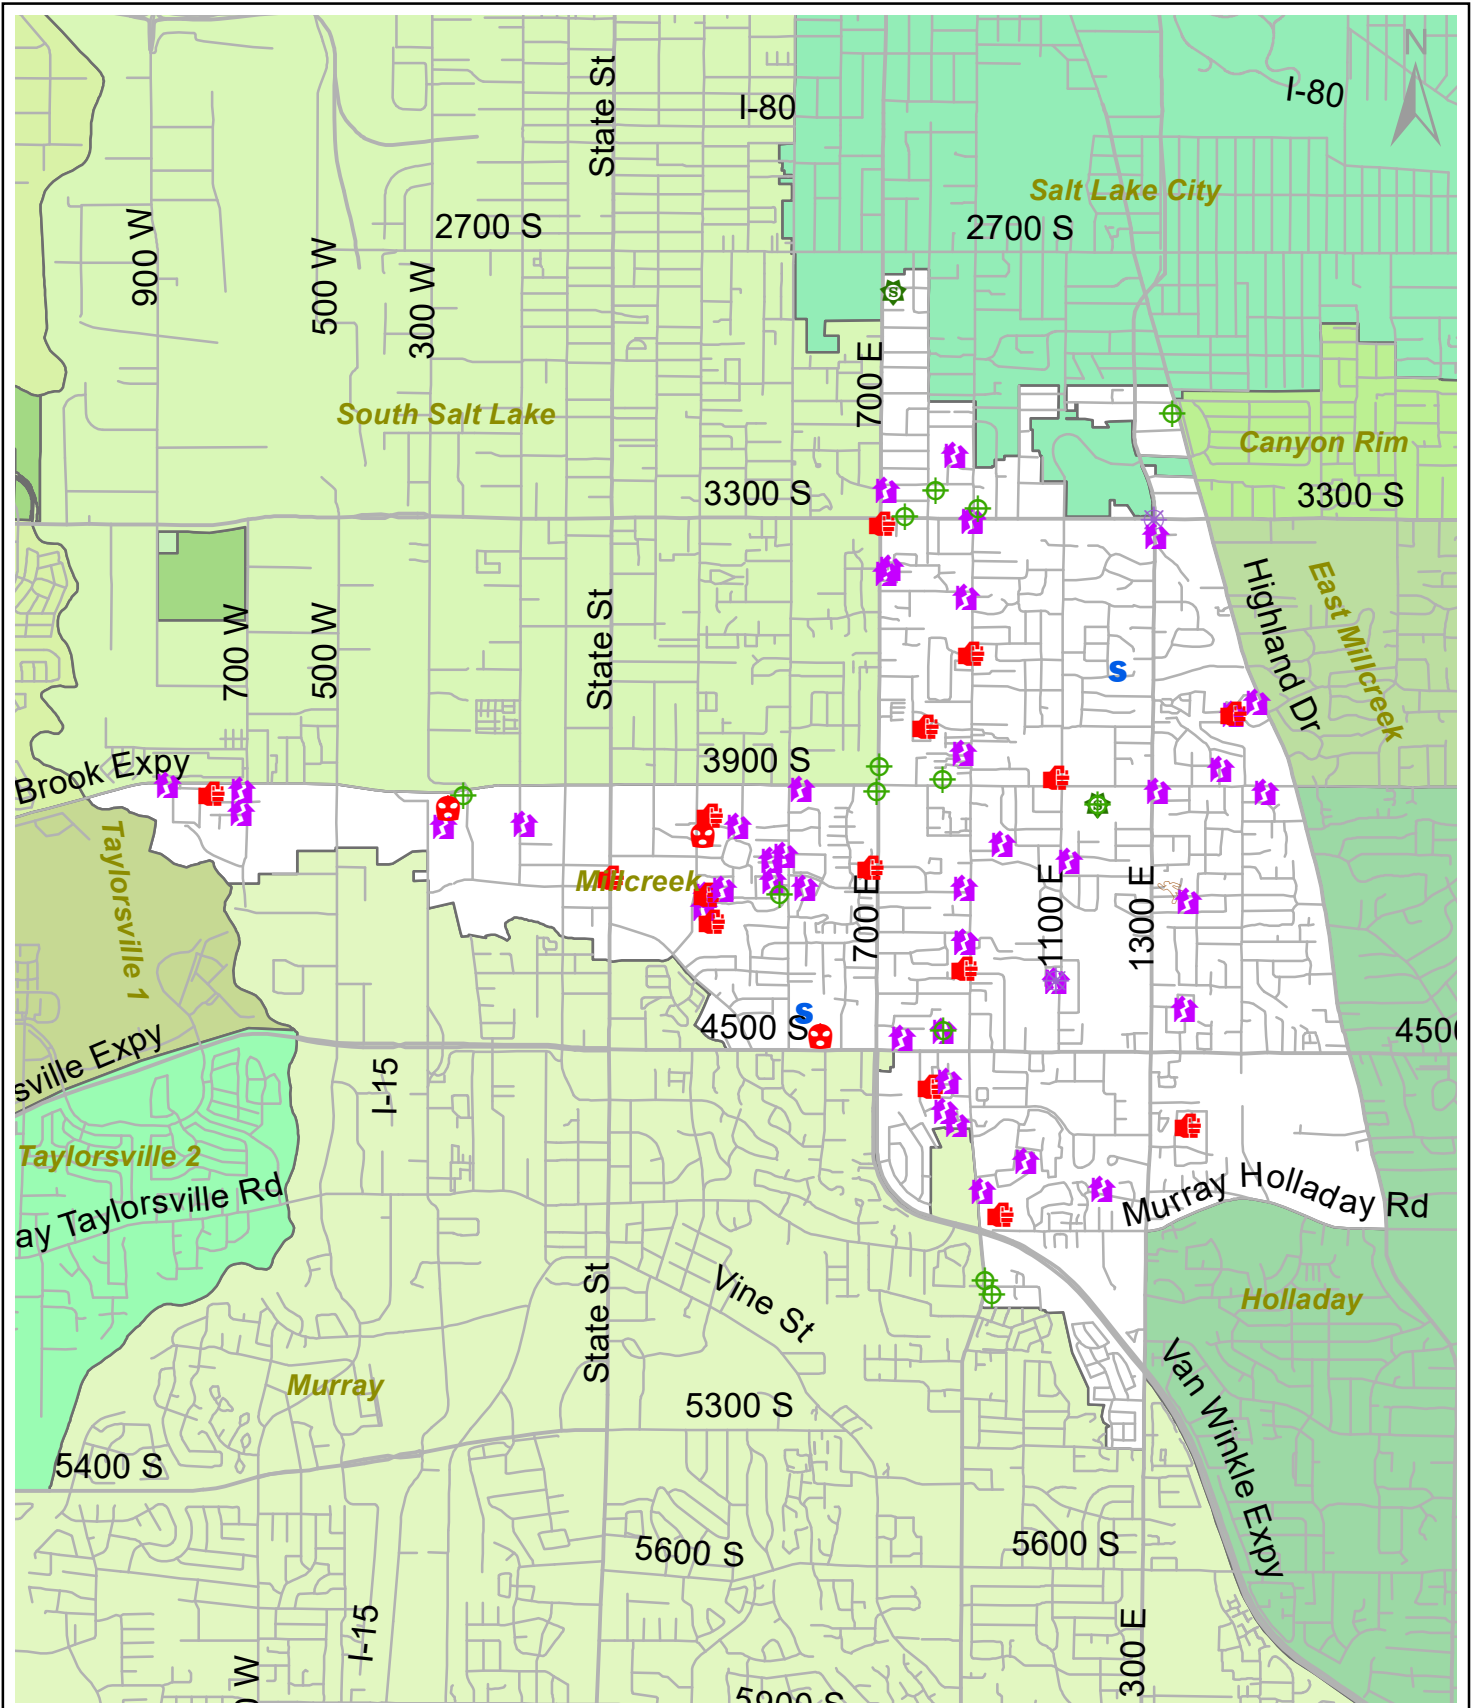 N
State St
I-80
I-80
Salt Lake City
2700 S
2700 S
900 W
500 W
300 W
S
700 E
South Salt Lake
Canyon Rim
3300 S
3300 S
Highland Dr
East Millcreek
State St
700 W
500 W
S
3900 S
Brook Expy
Taylorsville 1
Millcreek
700 E
1100 E
1300 E
S
4500 S
4500
sville Expy
I-15
Taylorsville 2
ay Taylorsville Rd
Murray Holladay Rd
State St
Vine St
Holladay
Murray
Van Winkle Expy
5300 S
5400 S
5600 S
5600 S
I-15
300 E
0 W
5900 S